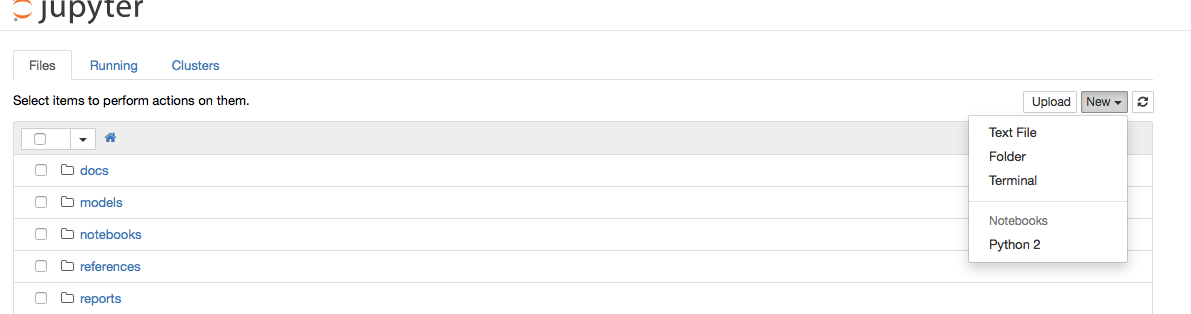 jupyter
Files Running Clusters
Select items to perform actions on them.
Upload New
Text File
Folder
Terminal
Notebooks
Python 2
docs
models
notebooks
references
reports